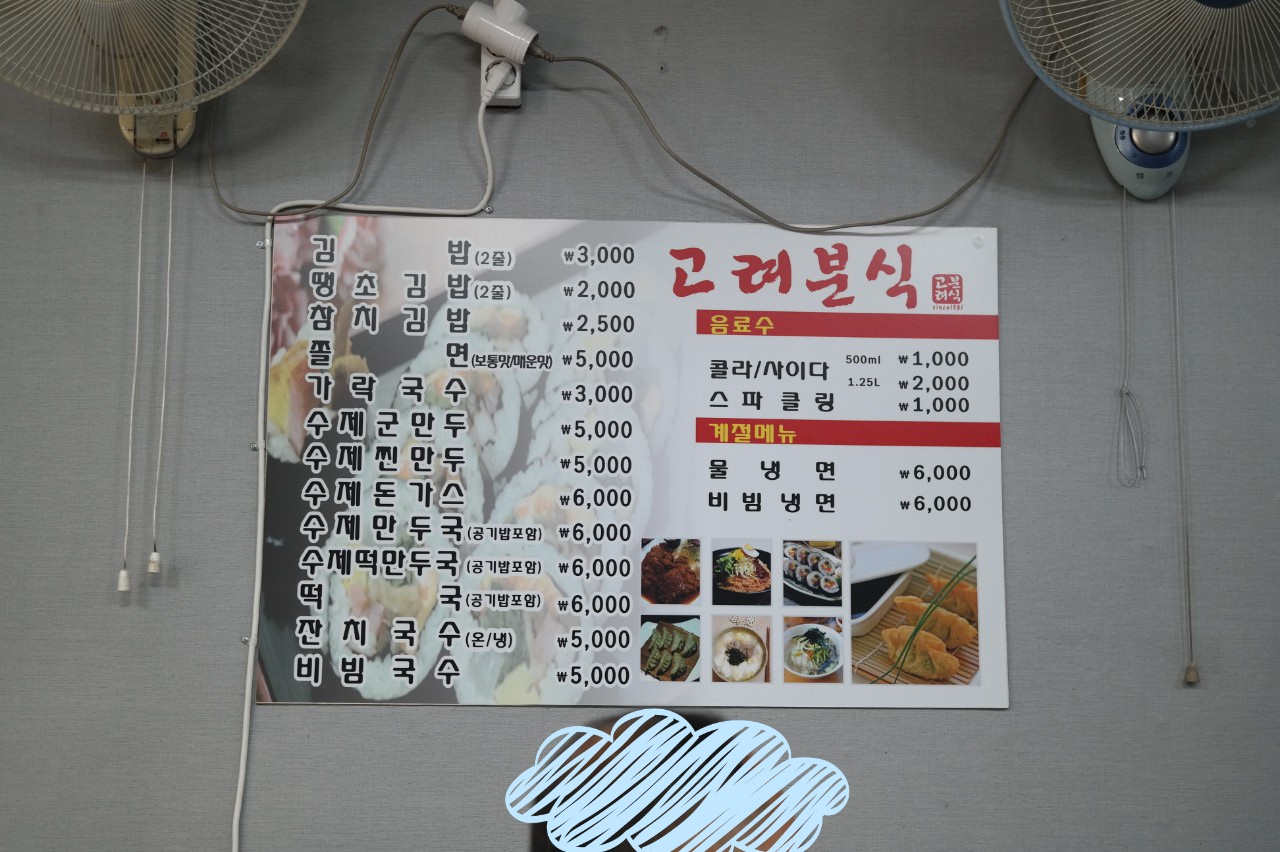 김밥(2줄) ₩3,000
땡초김밥(2줄) ₩2,000
참치김밥 ₩2,500
쫄면(보통맛/매운맛) ₩5,000
가락국수 ₩3,000
수제군만두 ₩5,000
수제찐만두 ₩5,000
수제돈가스 ₩6,000
수제만두국(공기밥포함) ₩6,000
수제떡만두국(공기밥포함) ₩6,000
떡국(공기밥포함) ₩6,000
잔치국수(온/냉) ₩5,000
비빔국수 ₩5,000
고려분식
고분
려식
since1987
음료수
콜라/사이다 500ml ₩1,000
1.25L ₩2,000
스파클링 ₩1,000
계절메뉴
물냉면 ₩6,000
비빔냉면 ₩6,000